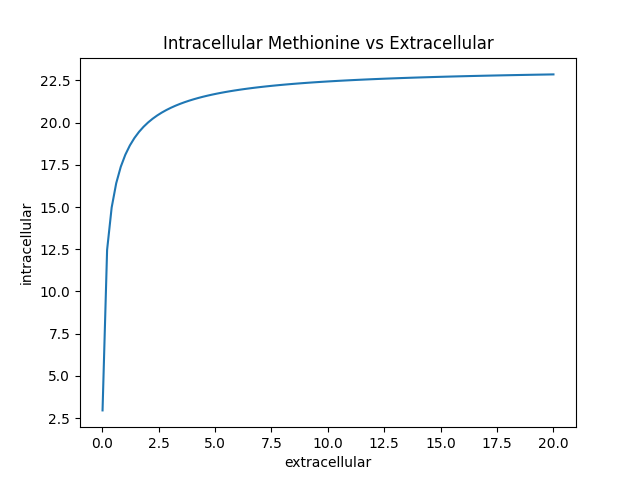 Intracellular Methionine vs Extracellular
22.5
20.0
17.5
15.0
12.5
10.0
7.5
5.0
2.5
intracellular
0.0 2.5 5.0 7.5 10.0 12.5 15.0 17.5 20.0
extracellular